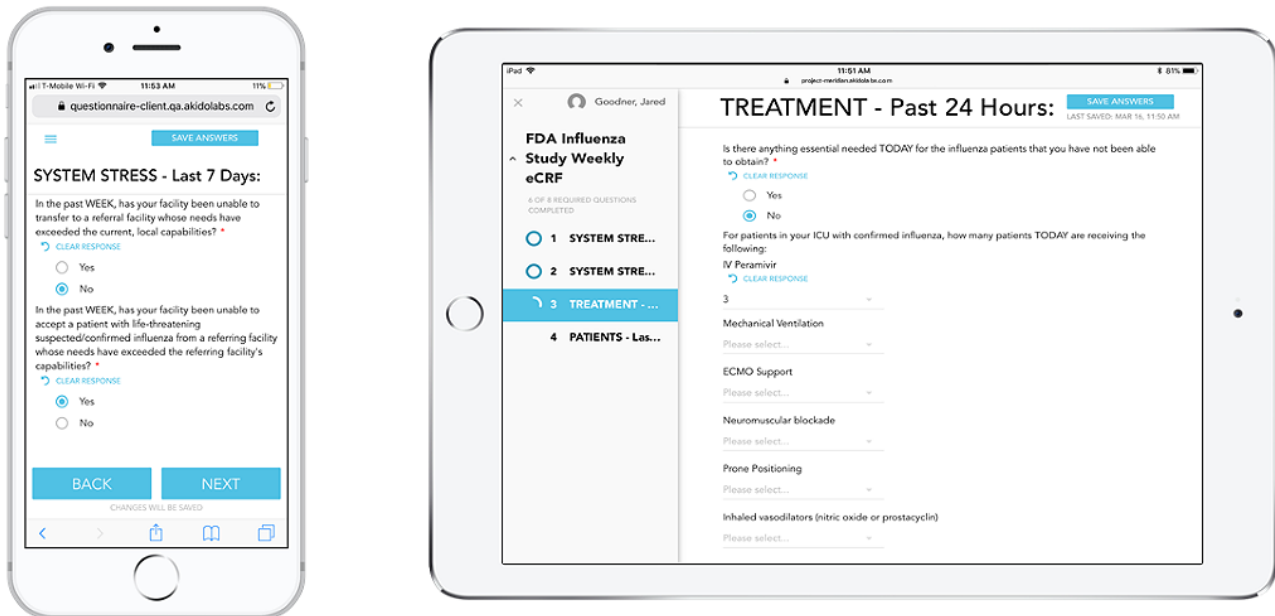 T-Mobile Wi-Fi 11:53 AM 11%
questionnaire-client.qa.akidolabs.com
SAVE ANSWERS
SYSTEM STRESS - Last 7 Days:
In the past WEEK, has your facility been unable to
transfer to a referral facility whose needs have
exceeded the current, local capabilities? *
CLEAR RESPONSE
Yes
No
In the past WEEK, has your facility been unable to
accept a patient with life-threatening
suspected/confirmed influenza from a referring facility
whose needs have exceeded the referring facility's
capabilities? *
CLEAR RESPONSE
Yes
No
BACK NEXT
CHANGES WILL BE SAVED
iPad 11:51 AM 81%
project-meridian.akidolabs.com
Goodner, Jared
FDA Influenza
Study Weekly
eCRF
6 OF 8 REQUIRED QUESTIONS
COMPLETED
1 SYSTEM STRE...
2 SYSTEM STRE...
3 TREATMENT - ...
4 PATIENTS - Las...
TREATMENT - Past 24 Hours:
SAVE ANSWERS
LAST SAVED: MAR 16, 11:50 AM
Is there anything essential needed TODAY for the influenza patients that you have not been able
to obtain? *
CLEAR RESPONSE
Yes
No
For patients in your ICU with confirmed influenza, how many patients TODAY are receiving the
following:
IV Peramivir
CLEAR RESPONSE
3
Mechanical Ventilation
Please select...
ECMO Support
Please select...
Neuromuscular blockade
Please select...
Prone Positioning
Please select...
Inhaled vasodilators (nitric oxide or prostacyclin)
Please select...